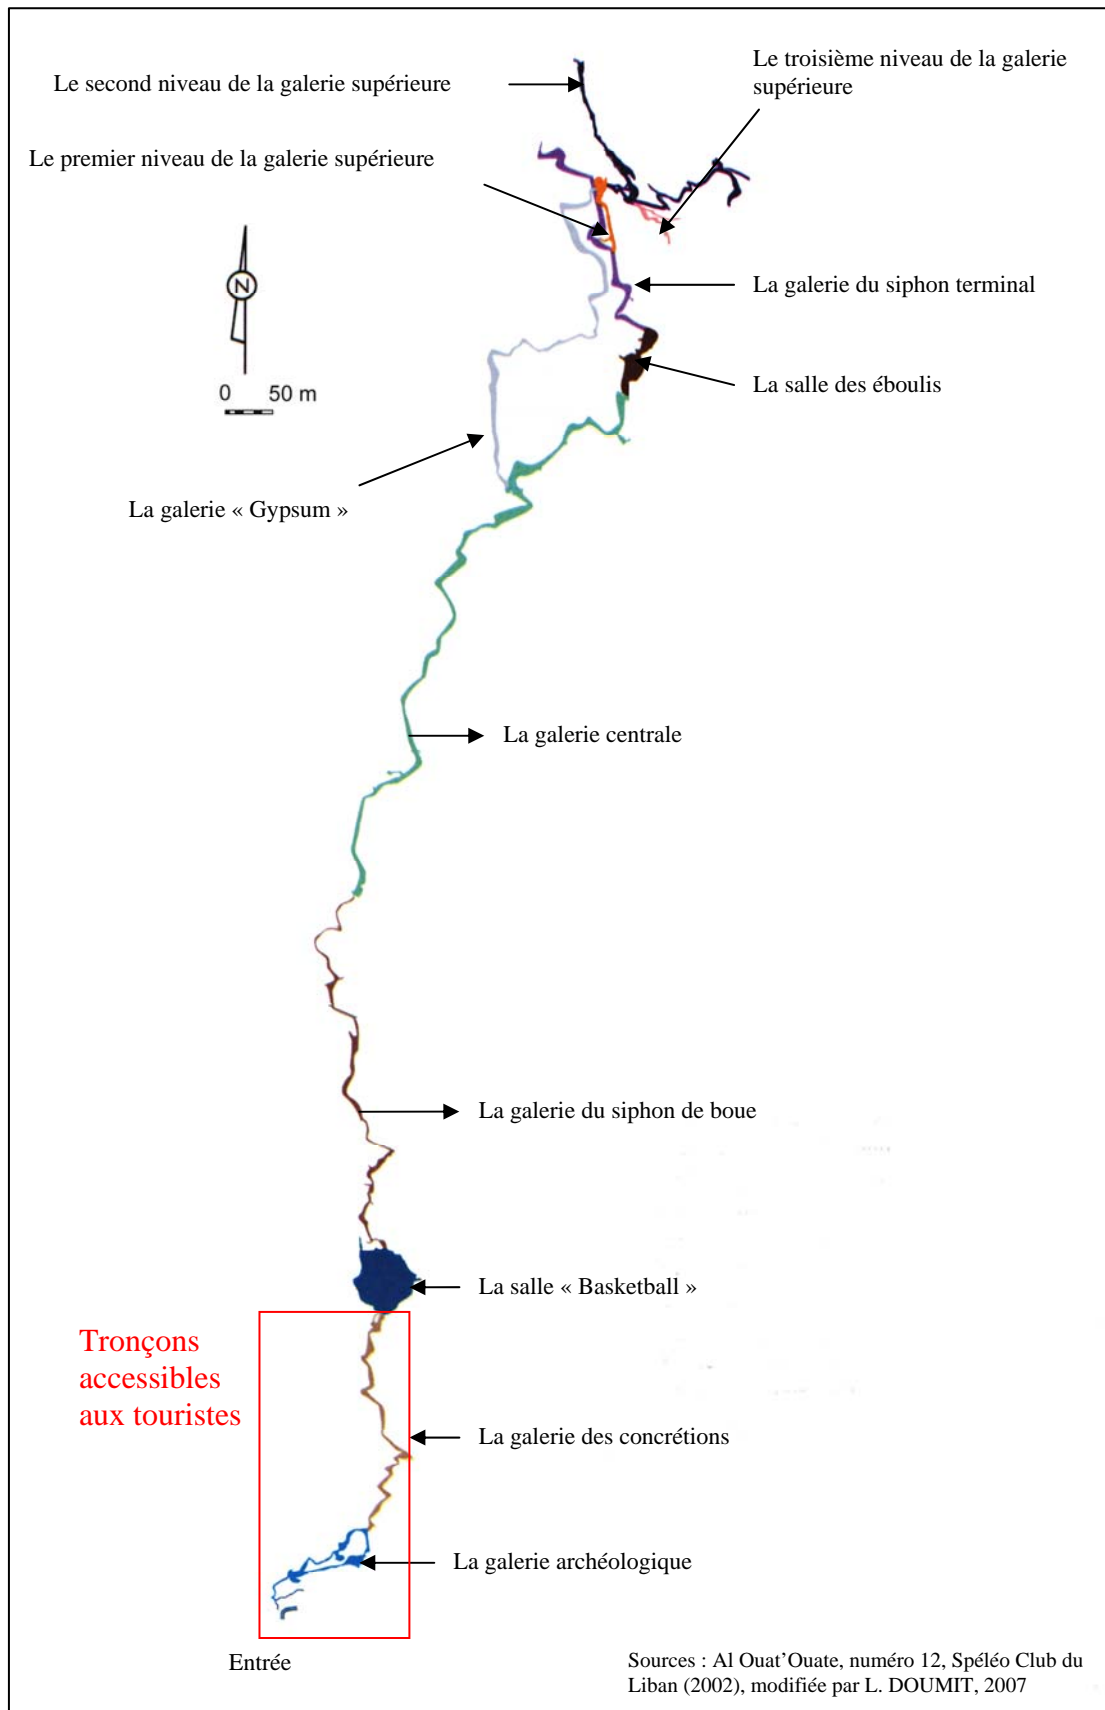 Le second niveau de la galerie supérieure
Le troisième niveau de la galerie
supérieure
Le premier niveau de la galerie supérieure
N
0 50 m
La galerie du siphon terminal
La salle des éboulis
La galerie « Gypsum »
La galerie centrale
La galerie du siphon de boue
La salle « Basketball »
Tronçons
accessibles
aux touristes
La galerie des concrétions
La galerie archéologique
Entrée
Sources : Al Ouat’Ouate, numéro 12, Spéléo Club du
Liban (2002), modifiée par L. DOUMIT, 2007